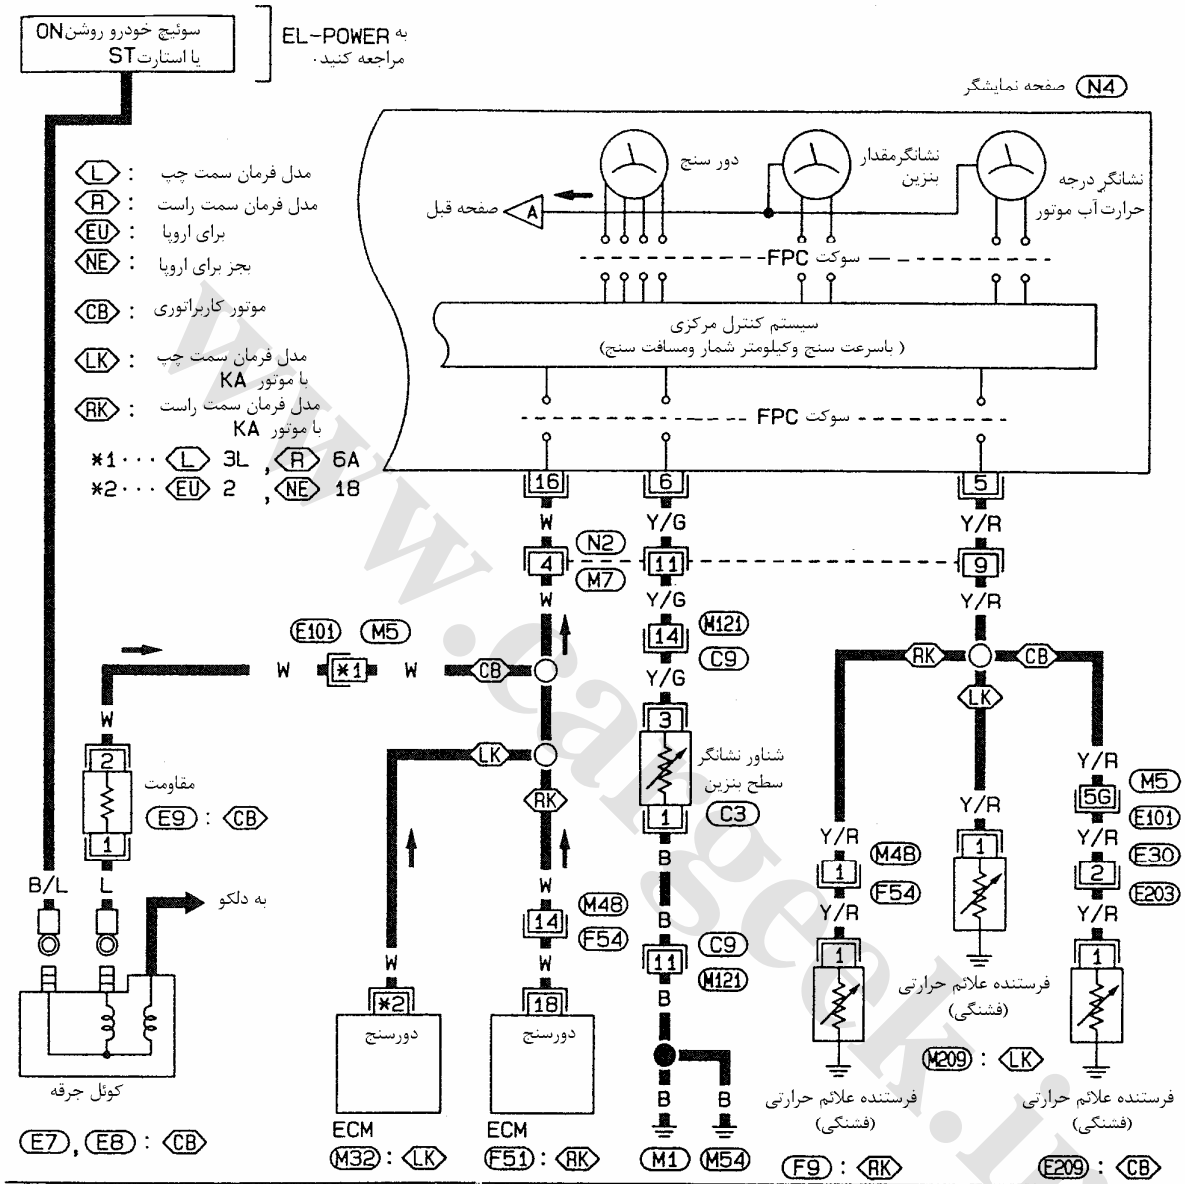 سوئیچ خودرو روشن ON
یا استارت ST
به EL-POWER
مراجعه کنید.
N4 صفحه نمایشگر
دور سنج
نشانگرمقدار
بنزین
نشانگر درجه
حرارت آب موتور
A صفحه قبل
سوکت FPC
سیستم کنترل مرکزی
( باسرعت سنج وکیلومتر شمار ومسافت سنج)
سوکت FPC
L : مدل فرمان سمت چپ
R : مدل فرمان سمت راست
EU : برای اروپا
NE : بجز برای اروپا
CB : موتور کاربراتوری
LK : مدل فرمان سمت چپ
با موتور KA
RK : مدل فرمان سمت راست
با موتور KA
*1... L 3L , R 6A
*2... EU 2 , NE 18
16 6 5
W Y/G Y/R
N2
4 11 9
M7
W Y/G Y/R
E101 M5
M121
14
C9
W *1 W CB
Y/G
RK CB
LK
W
3
2
LK
شناور نشانگر
سطح بنزین
مقاومت
E9 : CB
RK
1
C3
1
Y/R
M5
5G
E101
Y/R
Y/R
Y/R
1
M48
1
F54
E30
2
E203
Y/R
Y/R
B/L L
به دلکو
B
W
M48
14
F54
B
C9
11
M121
W W
B
1
1
*2
18
دورسنج
دورسنج
فرستنده علائم حرارتی
(فشنگی)
M209 : LK
کوئل جرقه
E7 , E8 : CB
ECM
M32 : LK
ECM
F51 : RK
B B
M1 M54
فرستنده علائم حرارتی
(فشنگی)
F9 : RK
فرستنده علائم حرارتی
(فشنگی)
E209 : CB
www.cargeek.ir